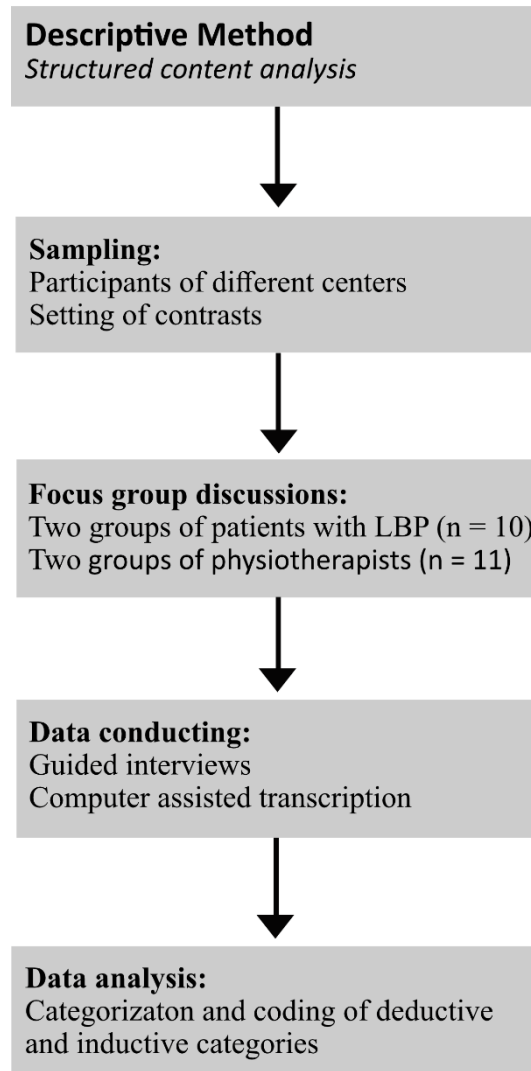 Descriptive Method
Structured content analysis
Sampling:
Participants of different centers
Setting of contrasts
Focus group discussions:
Two groups of patients with LBP (n = 10)
Two groups of physiotherapists (n = 11)
Data conducting:
Guided interviews
Computer assisted transcription
Data analysis:
Categorizaton and coding of deductive
and inductive categories